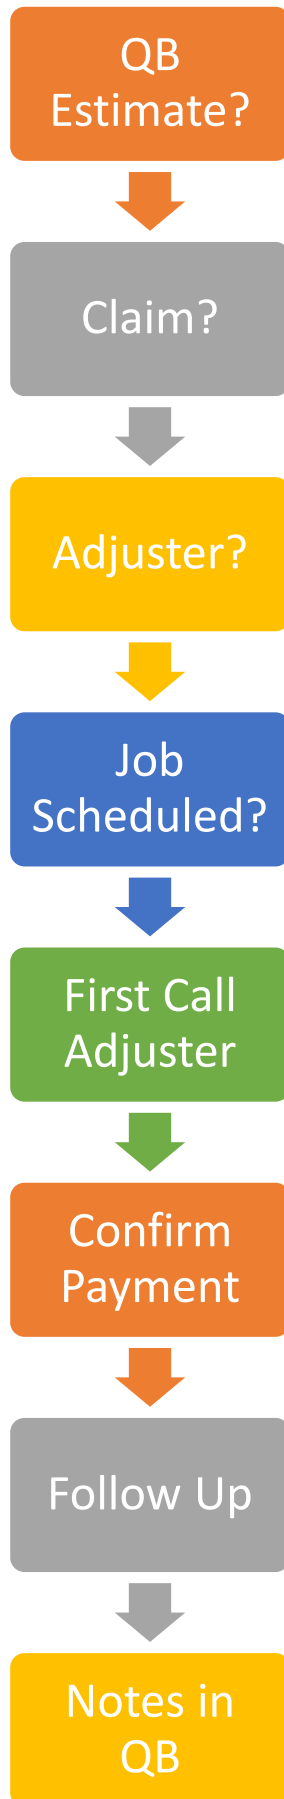 QB
Estimate?
Claim?
Adjuster?
Job
Scheduled?
First Call
Adjuster
Confirm
Payment
Follow Up
Notes in
QB